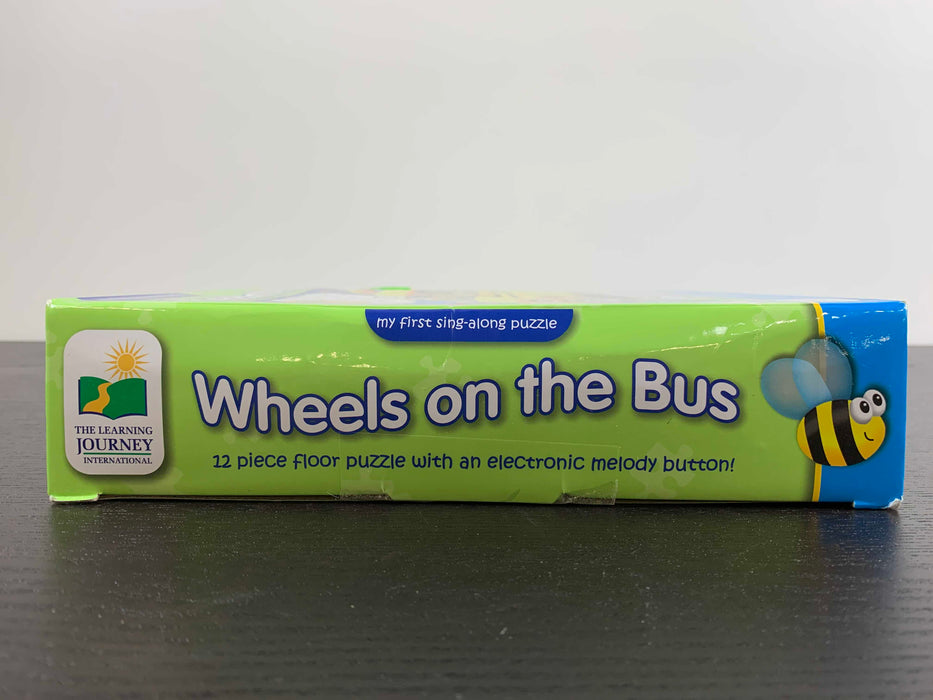 my first sing-along puzzle
THE LEARNING
JOURNEY
INTERNATIONAL
Wheels on the Bus
12 piece floor puzzle with an electronic melody button!